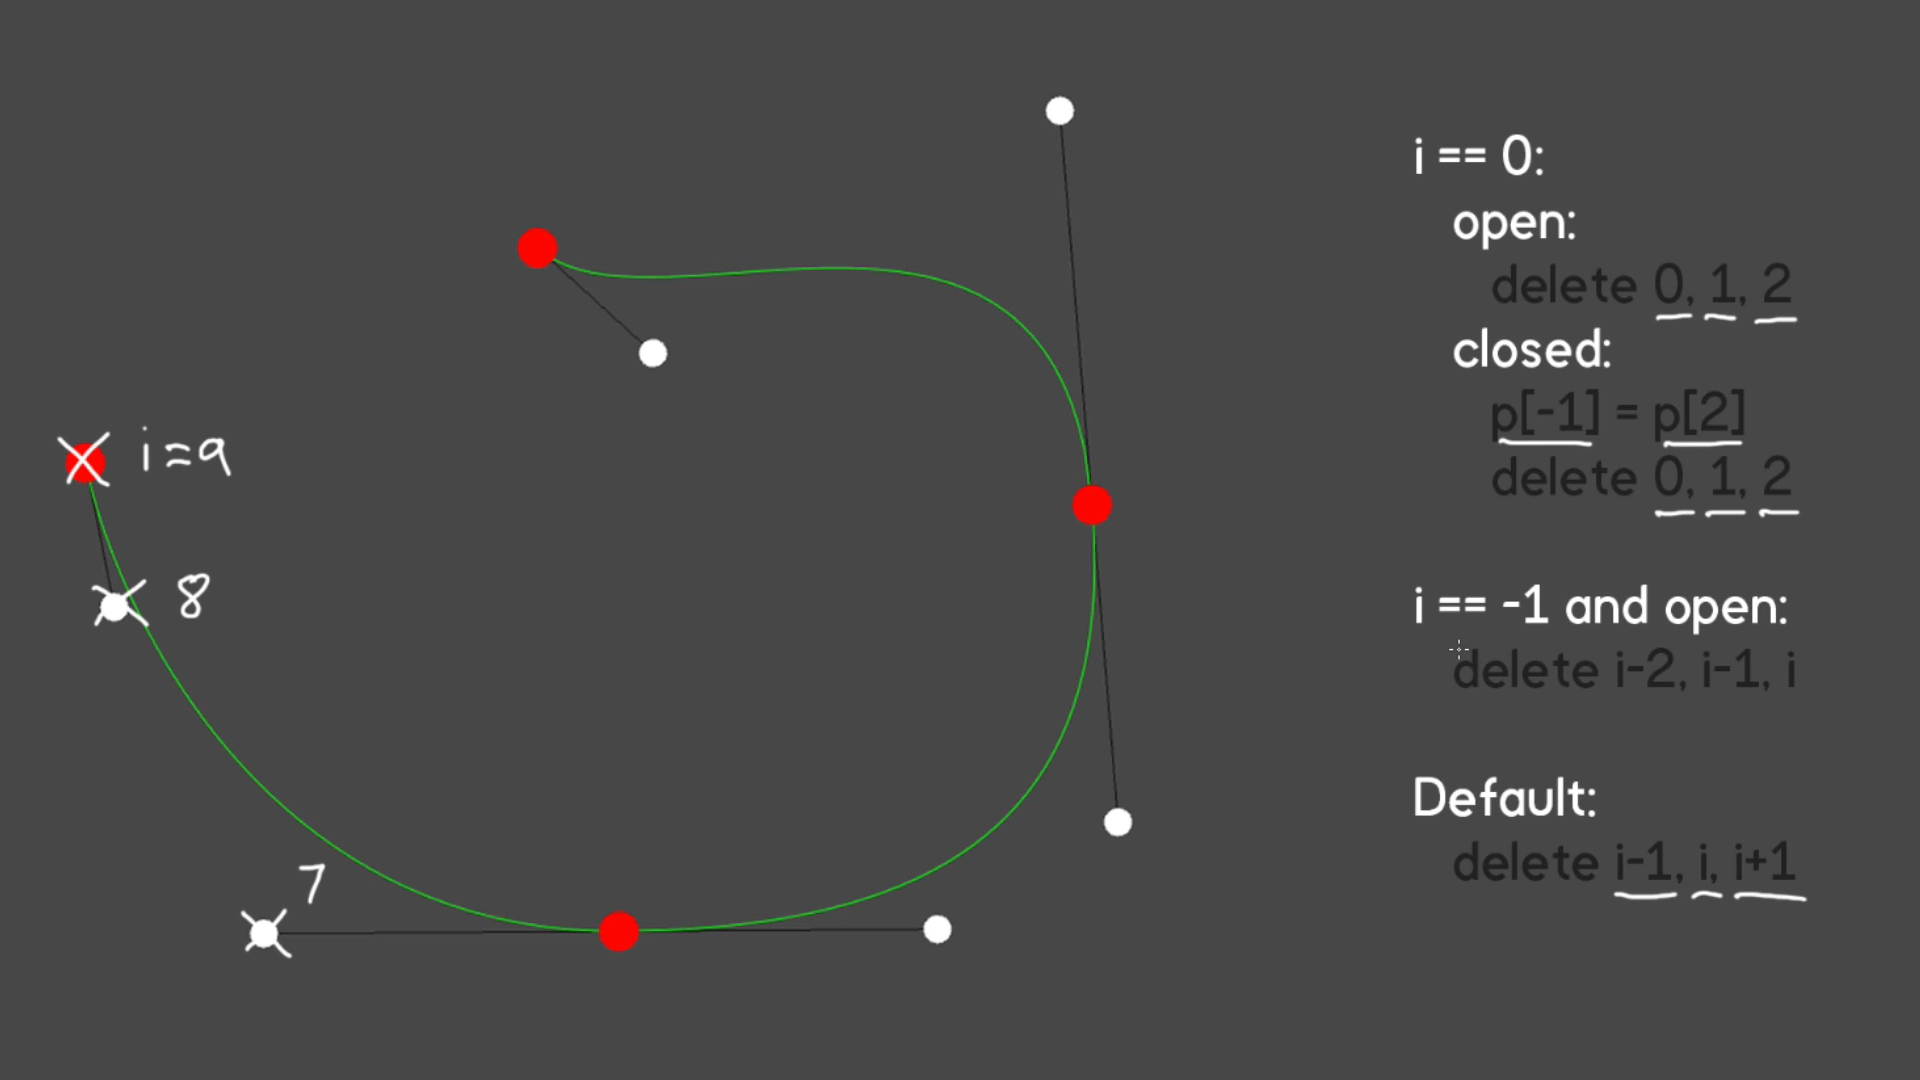 i == 0:
open:
delete 0, 1, 2
closed:
p[-1] = p[2]
delete 0, 1, 2
i == -1 and open:
delete i-2, i-1, i
Default:
delete i-1, i, i+1
i=9
8
7